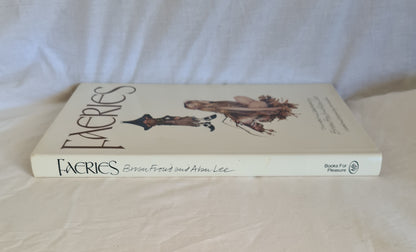 FAERIES
FAERIES Brian Froud and Alan Lee Books For
Pleasure